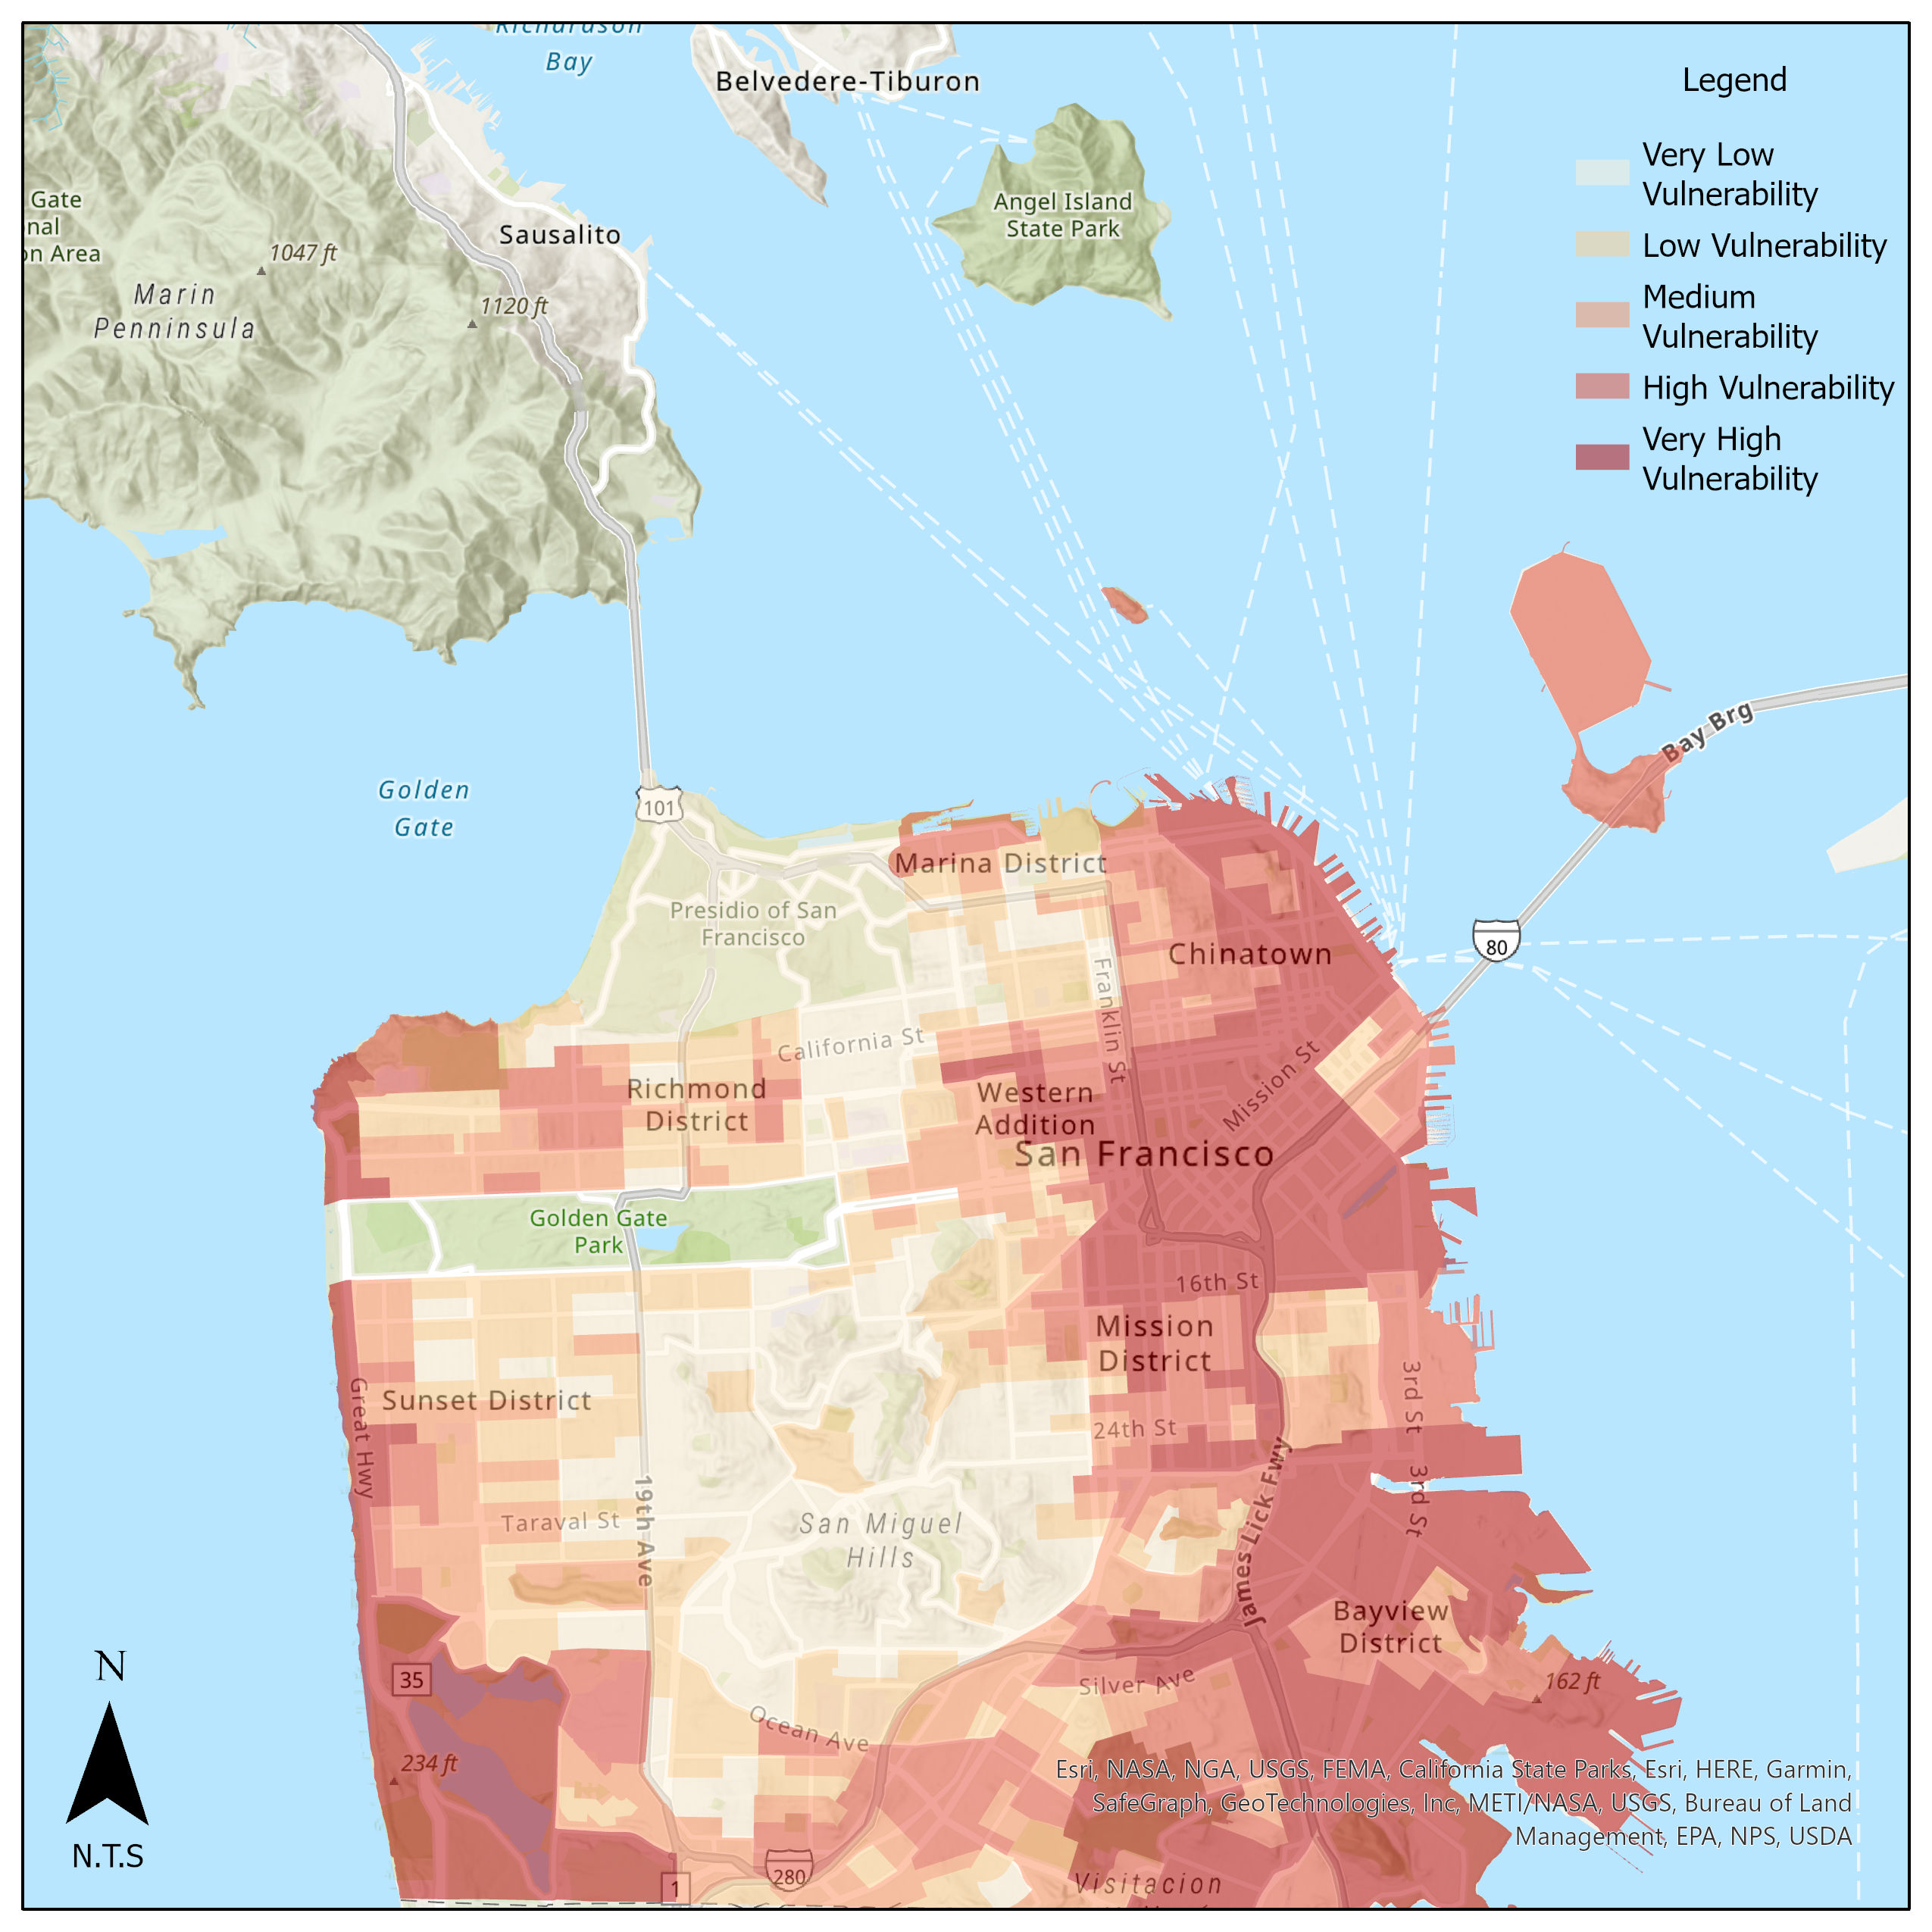 Richardson
Bay
Belvedere-Tiburon
Legend
Very Low
Vulnerability
Low Vulnerability
Medium
Vulnerability
High Vulnerability
Very High
Vulnerability
Gate
nal
on Area
Angel Island
State Park
Sausalito
1047 ft
Marin
Penninsula
1120 ft
Bay Brg
Golden
Gate
101
Marina District
Presidio of San
Francisco
Chinatown
80
Franklin St
California St
Mission St
Richmond
District
Western
Addition
San Francisco
Golden Gate
Park
16th St
Mission
District
Great Hwy
Sunset District
3rd St
24th St
19th Ave
James Lick Fwy
3rd St
Taraval St
San Miguel
Hills
Bayview
District
N
35
Silver Ave
162 ft
Ocean Ave
234 ft
Esri, NASA, NGA, USGS, FEMA, California State Parks, Esri, HERE, Garmin,
SafeGraph, GeoTechnologies, Inc, METI/NASA, USGS, Bureau of Land
Management, EPA, NPS, USDA
N.T.S
280
1
Visitacion